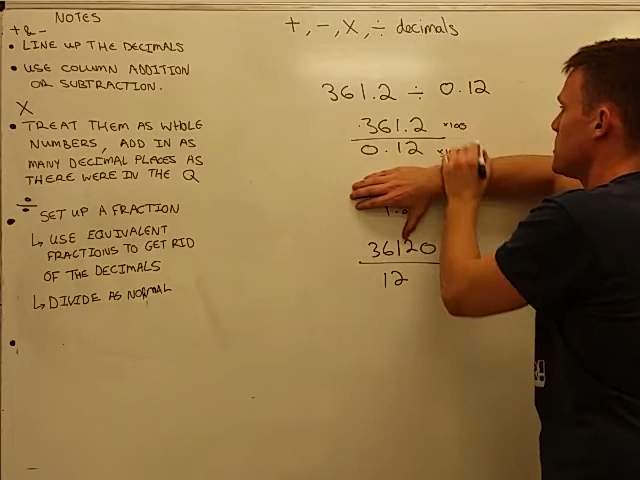 NOTES
+ & -
• LINE UP THE DECIMALS
• USE COLUMN ADDITION
OR SUBTRACTION.
X
• TREAT THEM AS WHOLE
NUMBERS, ADD IN AS
MANY DECIMAL PLACES AS
THERE WERE IN THE Q
÷
• SET UP A FRACTION
↳ USE EQUIVALENT
FRACTIONS TO GET RID
OF THE DECIMALS
↳ DIVIDE AS NORMAL
+, -, X, ÷ decimals
361.2 ÷ 0.12
361.2 ×100
0.12
36120
12